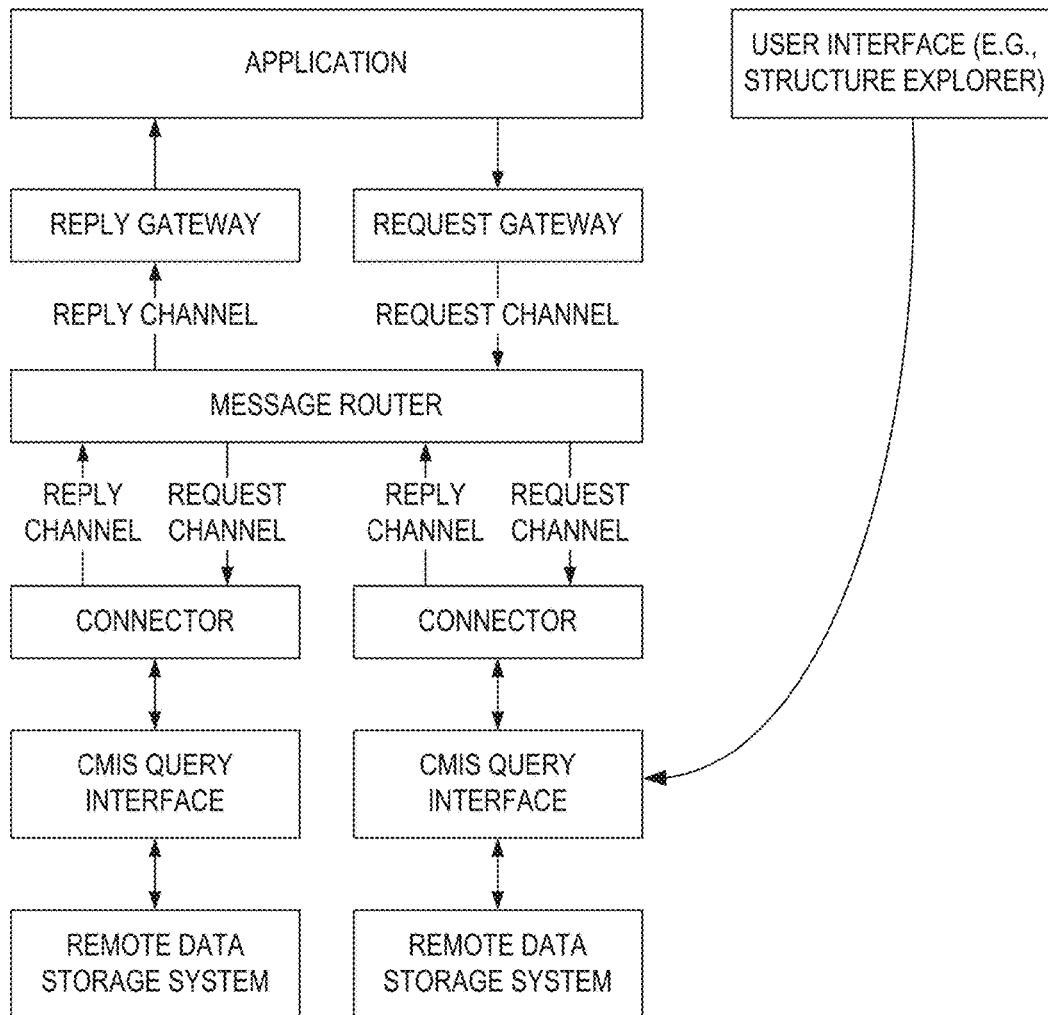 APPLICATION
USER INTERFACE (E.G.,
STRUCTURE EXPLORER)
REPLY GATEWAY
REQUEST GATEWAY
REPLY CHANNEL
REQUEST CHANNEL
MESSAGE ROUTER
REPLY
CHANNEL
REQUEST
CHANNEL
REPLY
CHANNEL
REQUEST
CHANNEL
CONNECTOR
CONNECTOR
CMIS QUERY
INTERFACE
CMIS QUERY
INTERFACE
REMOTE DATA
STORAGE SYSTEM
REMOTE DATA
STORAGE SYSTEM